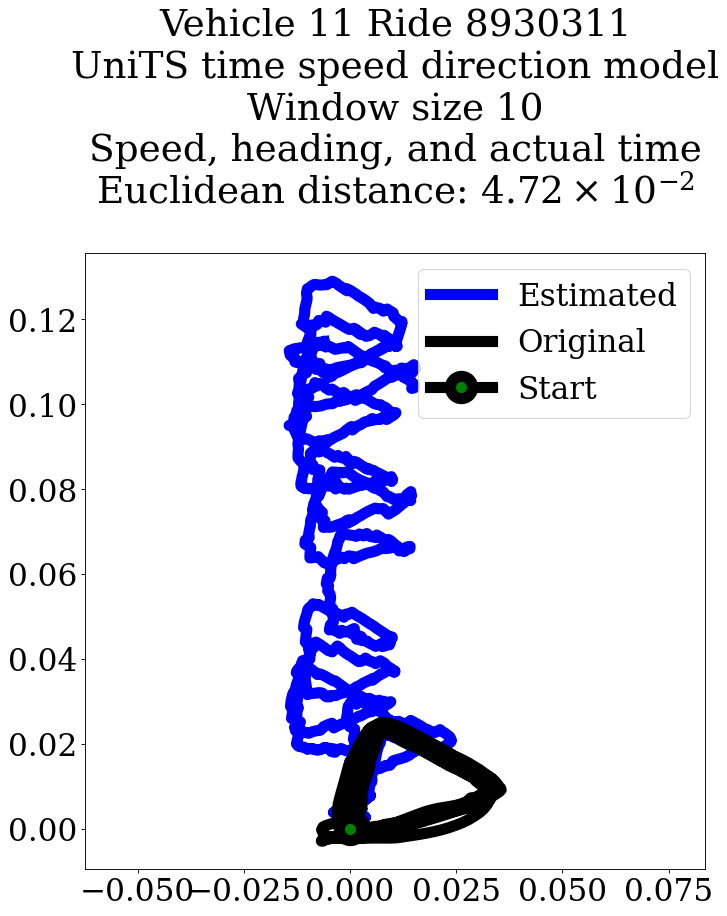 Vehicle 11 Ride 8930311
UniTS time speed direction model
Window size 10
Speed, heading, and actual time
Euclidean distance: 4.72 × 10⁻²
Estimated
Original
Start
0.12
0.10
0.08
0.06
0.04
0.02
0.00
−0.050 −0.025 0.000 0.025 0.050 0.075